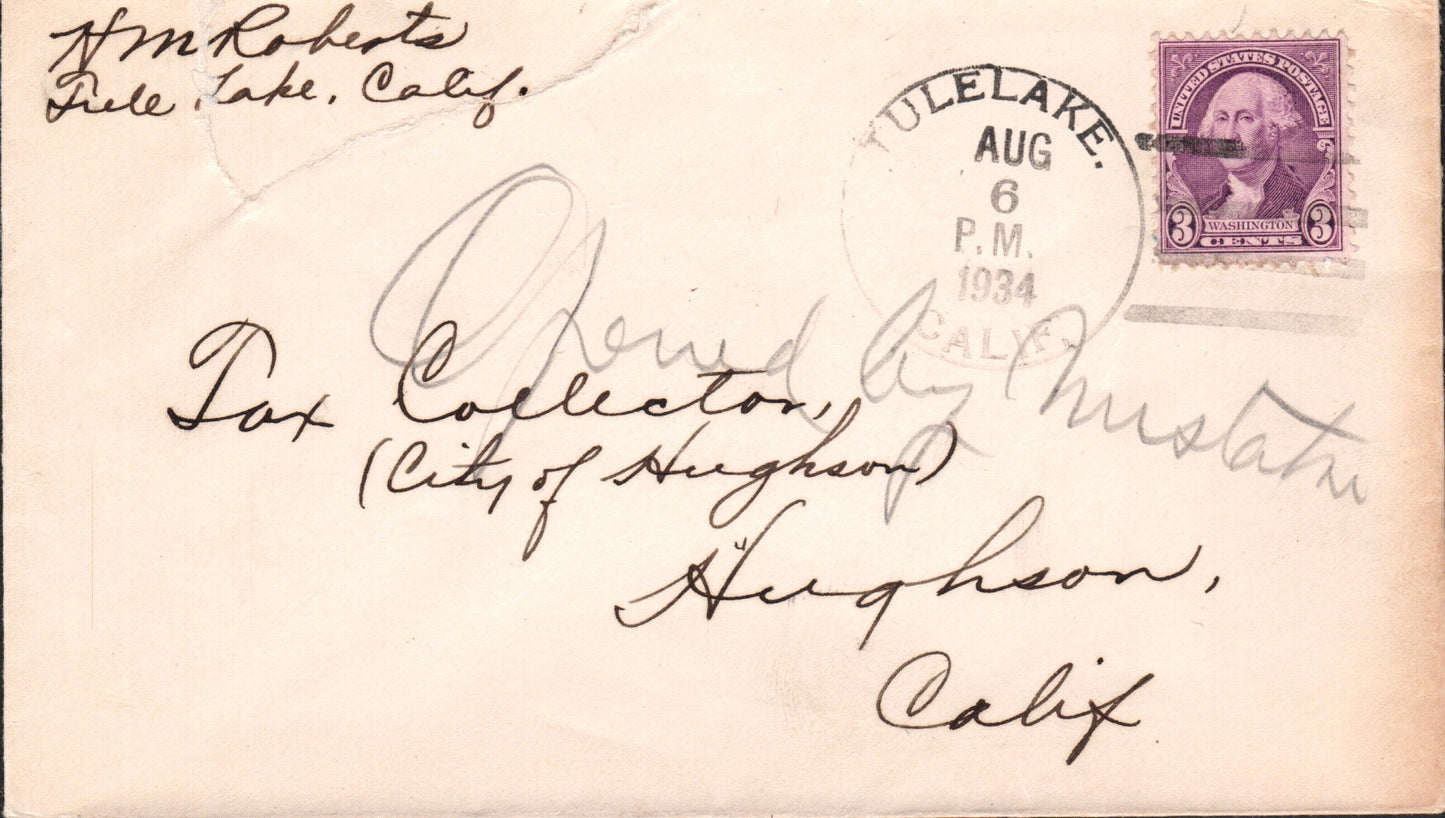 H M Roberts
Tule Lake, Calif.
TULELAKE.
AUG
6
P.M.
1934
CALIF.
UNITED STATES POSTAGE
3 WASHINGTON 3
CENTS
Opened by Mistake
Tax Collector,
(City of Hughson)
"Hughson,
Calif